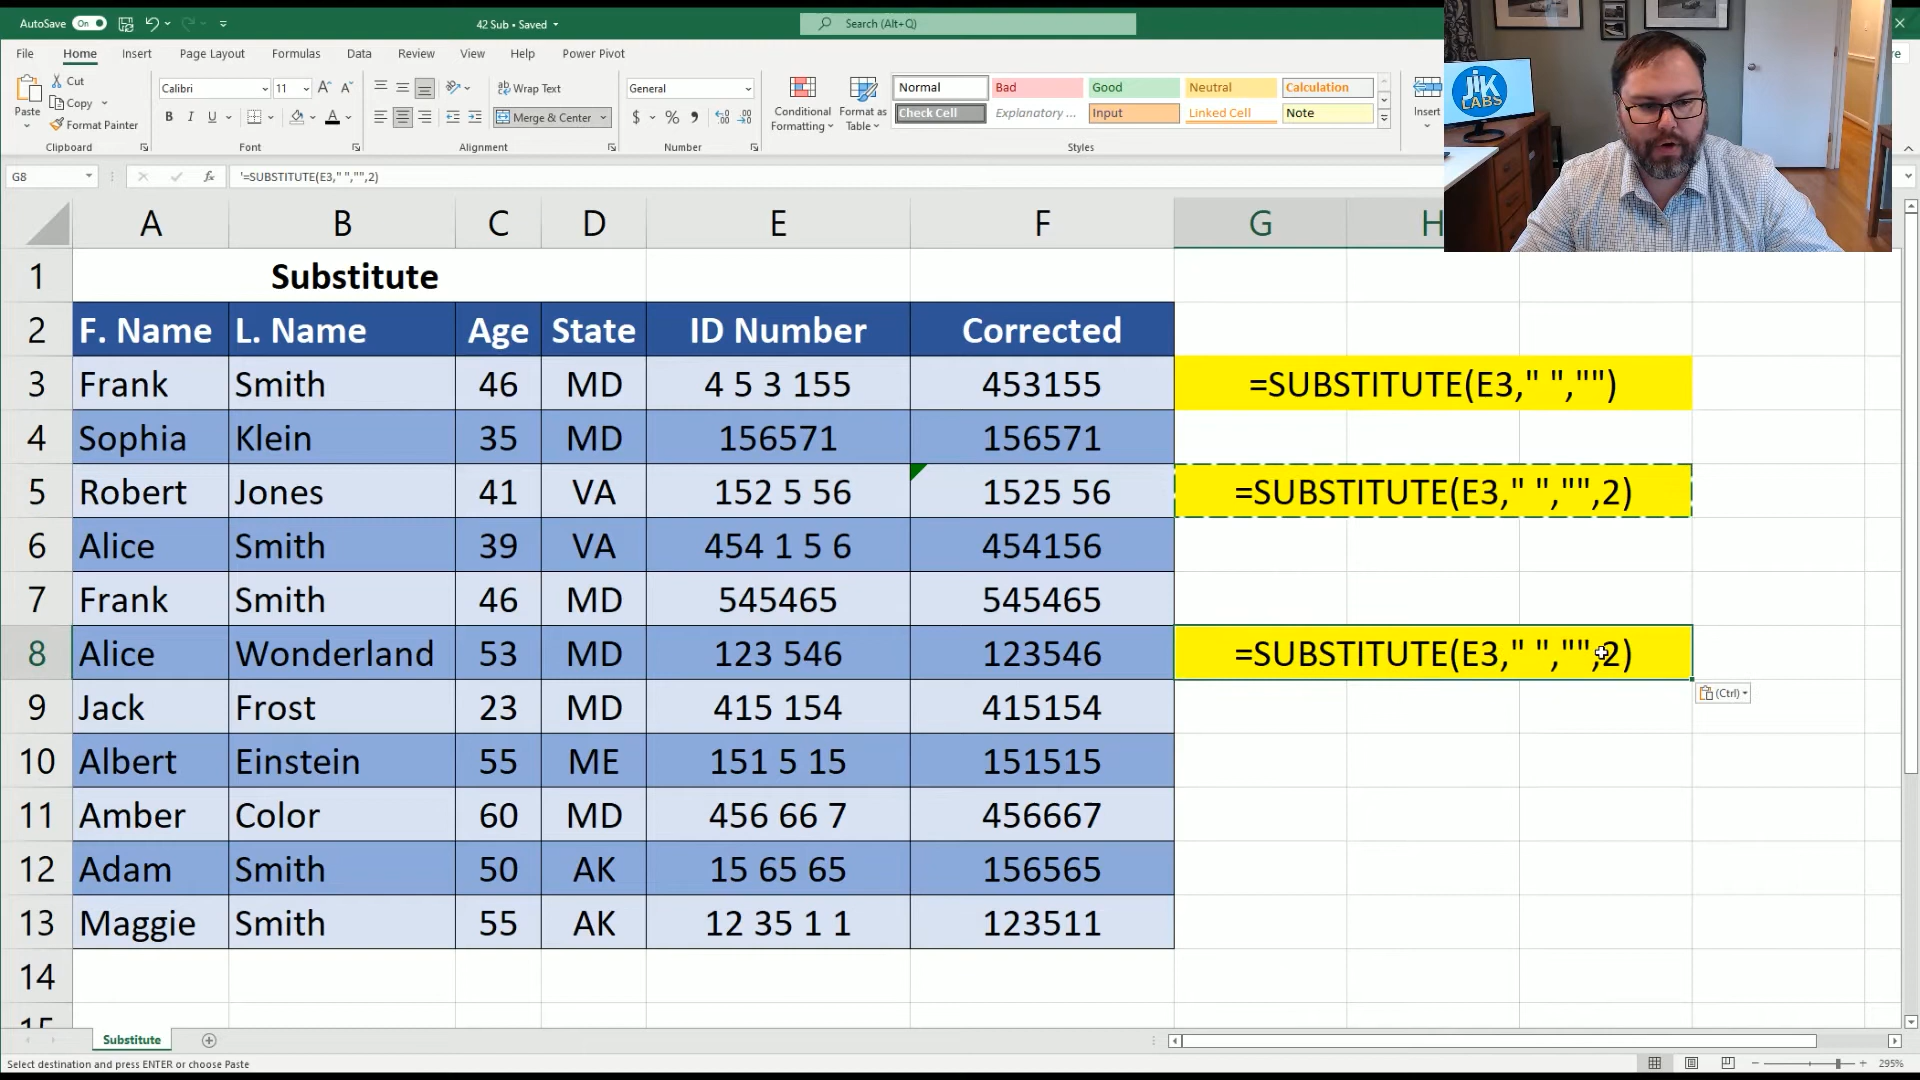 AutoSave On 42 Sub • Saved Search (Alt+Q)
File Home Insert Page Layout Formulas Data Review View Help Power Pivot
Paste Cut Copy Format Painter
Calibri 11 A A
B I U A
Wrap Text
Merge & Center
General
$ % ,
Conditional Formatting
Format as Table
Normal Bad Good Neutral Calculation
Check Cell Explanatory ... Input Linked Cell Note
Insert
Clipboard Font Alignment Number Styles
JIK LABS
G8 fx '=SUBSTITUTE(E3," ","",2)
A B C D E F G H
1 Substitute
2 F. Name L. Name Age State ID Number Corrected
3 Frank Smith 46 MD 4 5 3 155 453155 =SUBSTITUTE(E3," ","")
4 Sophia Klein 35 MD 156571 156571
5 Robert Jones 41 VA 152 5 56 1525 56 =SUBSTITUTE(E3," ","",2)
6 Alice Smith 39 VA 454 1 5 6 454156
7 Frank Smith 46 MD 545465 545465
8 Alice Wonderland 53 MD 123 546 123546 =SUBSTITUTE(E3," ","",2)
(Ctrl)
9 Jack Frost 23 MD 415 154 415154
10 Albert Einstein 55 ME 151 5 15 151515
11 Amber Color 60 MD 456 66 7 456667
12 Adam Smith 50 AK 15 65 65 156565
13 Maggie Smith 55 AK 12 35 1 1 123511
14
15
Substitute
Select destination and press ENTER or choose Paste 295%